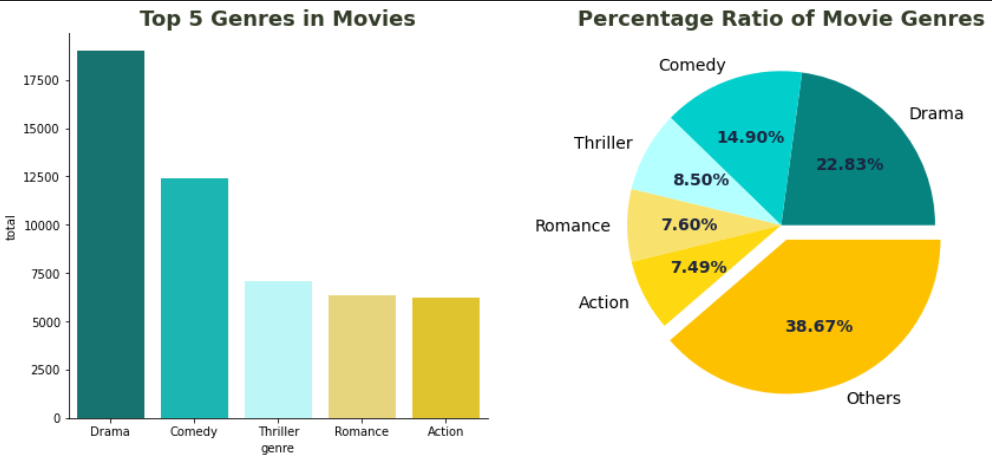 Top 5 Genres in Movies
17500
15000
12500
10000
7500
5000
2500
0
total
Drama
Comedy
Thriller
Romance
Action
genre
Percentage Ratio of Movie Genres
Comedy
Drama
Thriller
Romance
Action
Others
14.90%
22.83%
8.50%
7.60%
7.49%
38.67%